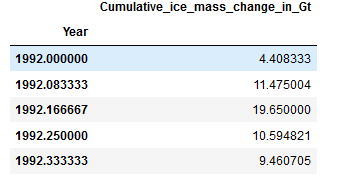 Cumulative_ice_mass_change_in_Gt
Year
1992.000000 4.408333
1992.083333 11.475004
1992.166667 19.650000
1992.250000 10.594821
1992.333333 9.460705